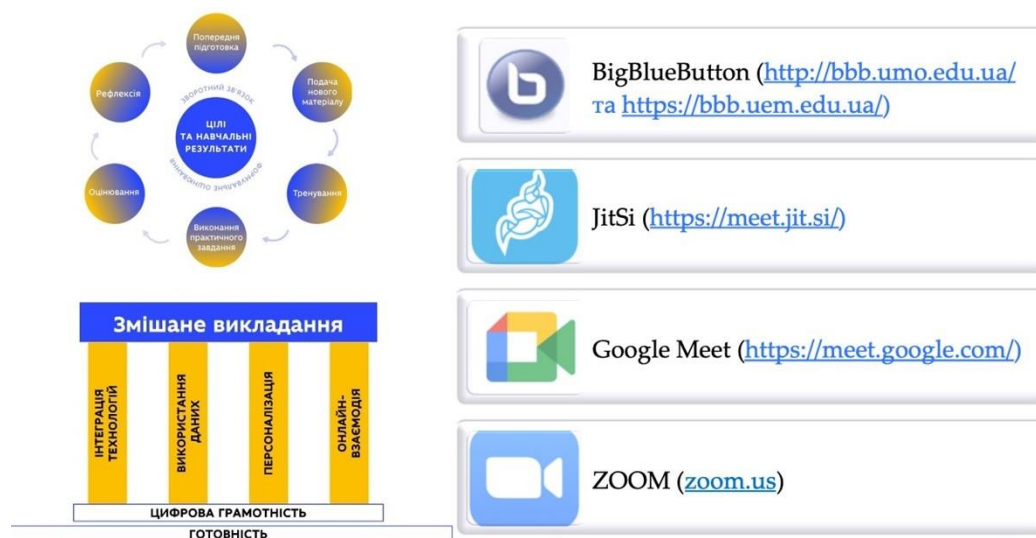 Попередня
підготовка
Подача
нового
матеріалу
Тренування
Виконання
практичного
завдання
Оцінювання
Рефлексія
ЗВОРОТНИЙ ЗВ'ЯЗОК
ЦІЛІ
ТА НАВЧАЛЬНІ
РЕЗУЛЬТАТИ
ФОРМУВАЛЬНЕ ОЦІНЮВАННЯ
Змішане викладання
ІНТЕГРАЦІЯ
ТЕХНОЛОГІЙ
ВИКОРИСТАННЯ
ДАНИХ
ПЕРСОНАЛІЗАЦІЯ
ОНЛАЙН-
ВЗАЄМОДІЯ
ЦИФРОВА ГРАМОТНІСТЬ
ГОТОВНІСТЬ
BigBlueButton (http://bbb.umo.edu.ua/
та https://bbb.uem.edu.ua/)
JitSi (https://meet.jit.si/)
Google Meet (https://meet.google.com/)
ZOOM (zoom.us)